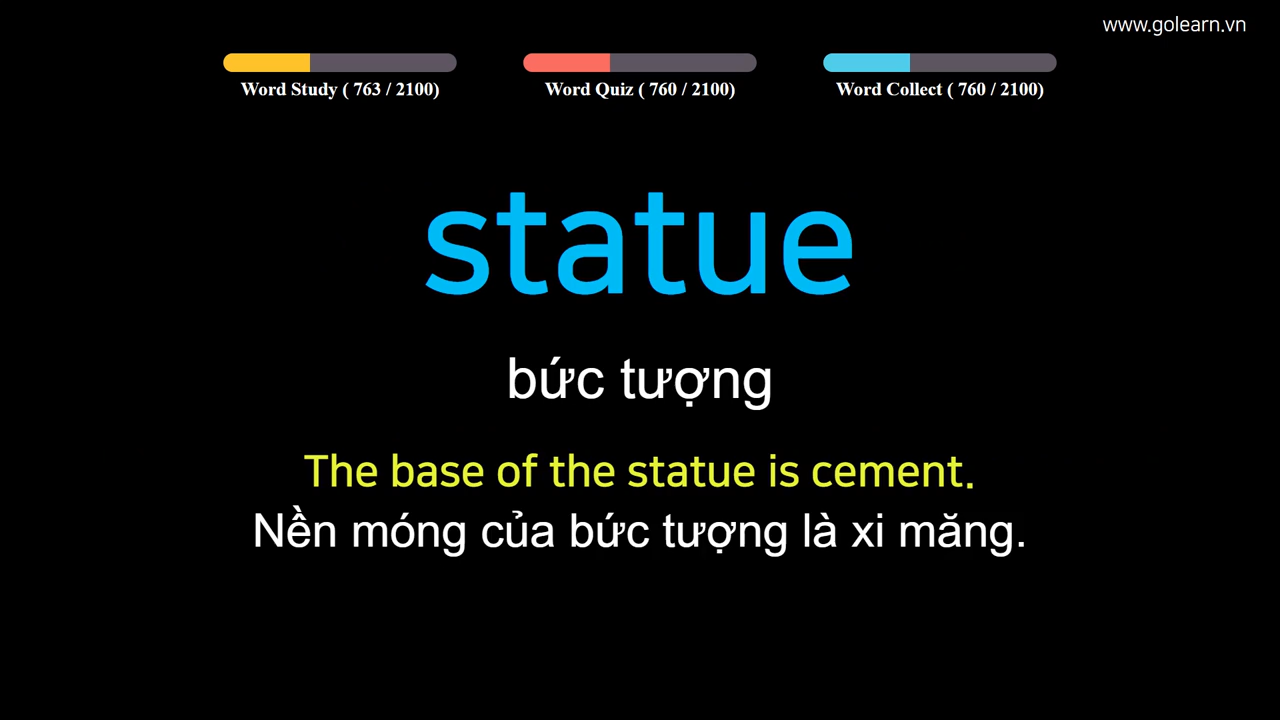 www.golearn.vn
Word Study ( 763 / 2100)
Word Quiz ( 760 / 2100)
Word Collect ( 760 / 2100)
statue
bức tượng
The base of the statue is cement.
Nền móng của bức tượng là xi măng.